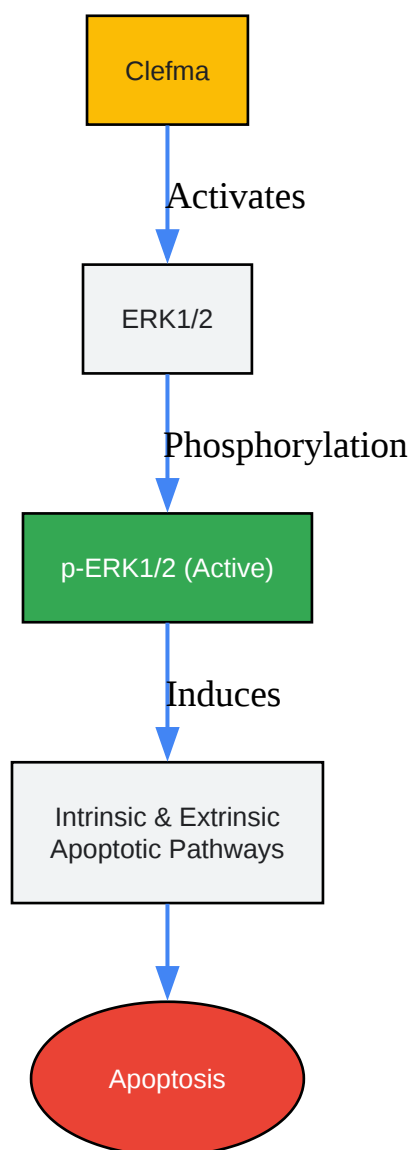 Clefma
Activates
ERK1/2
Phosphorylation
p-ERK1/2 (Active)
Induces
Intrinsic & Extrinsic
Apoptotic Pathways
Apoptosis